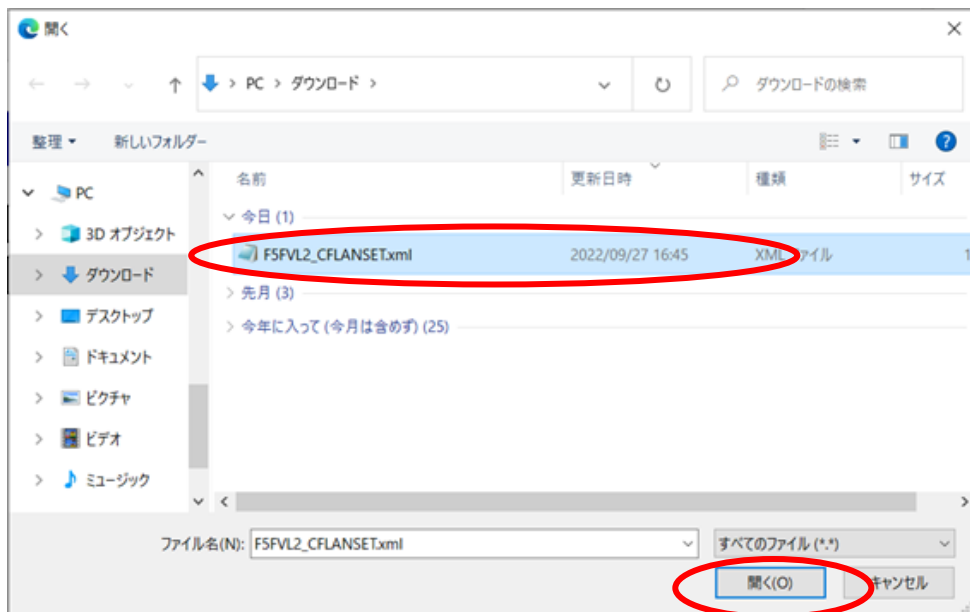 開く
PC > ダウンロード >
ダウンロードの検索
整理 新しいフォルダー
名前 更新日時 種類 サイズ
PC
3D オブジェクト
ダウンロード
デスクトップ
ドキュメント
ピクチャ
ビデオ
ミュージック
今日 (1)
F5FVL2_CFLANSET.xml 2022/09/27 16:45 XML ファイル 1
先月 (3)
今年に入って (今月は含めず) (25)
ファイル名(N): F5FVL2_CFLANSET.xml すべてのファイル (*.*)
開く(O) キャンセル